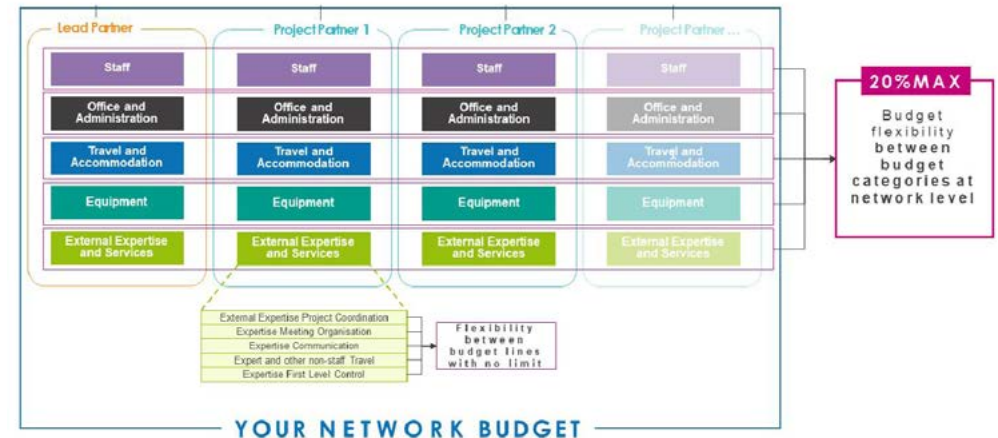 Lead Partner
Project Partner 1
Project Partner 2
Project Partner ...
Staff
Staff
Staff
Staff
Office and
Administration
Office and
Administration
Office and
Administration
Office and
Administration
Travel and
Accommodation
Travel and
Accommodation
Travel and
Accommodation
Travel and
Accommodation
Equipment
Equipment
Equipment
Equipment
External Expertise
and Services
External Expertise
and Services
External Expertise
and Services
External Expertise
and Services
20%MAX
Budget
flexibility
between
budget
categories at
network level
External Expertise Project Coordination
Expertise Meeting Organisation
Expertise Communication
Expert and other non-staff Travel
Expertise First Level Control
Flexibility
between
budget lines
with no limit
YOUR NETWORK BUDGET